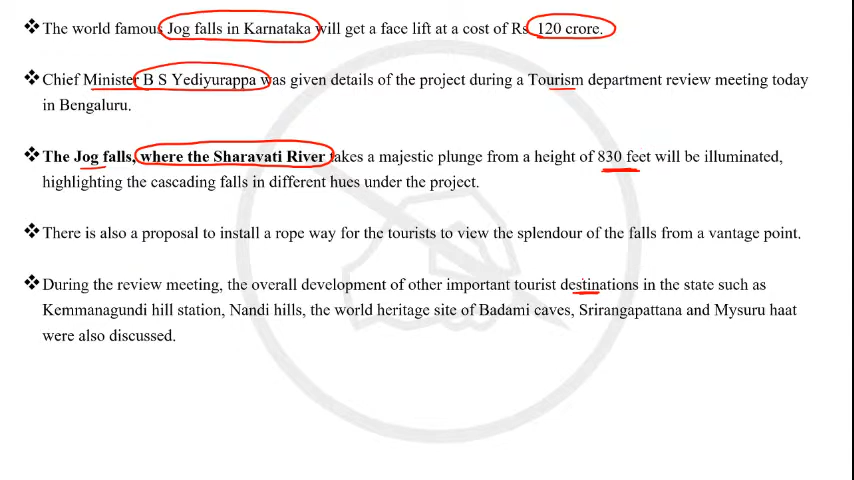 ❖ The world famous Jog falls in Karnataka will get a face lift at a cost of Rs 120 crore.
❖ Chief Minister B S Yediyurappa was given details of the project during a Tourism department review meeting today
in Bengaluru.
❖ The Jog falls, where the Sharavati River takes a majestic plunge from a height of 830 feet will be illuminated,
highlighting the cascading falls in different hues under the project.
❖ There is also a proposal to install a rope way for the tourists to view the splendour of the falls from a vantage point.
❖ During the review meeting, the overall development of other important tourist destinations in the state such as
Kemmanagundi hill station, Nandi hills, the world heritage site of Badami caves, Srirangapattana and Mysuru haat
were also discussed.